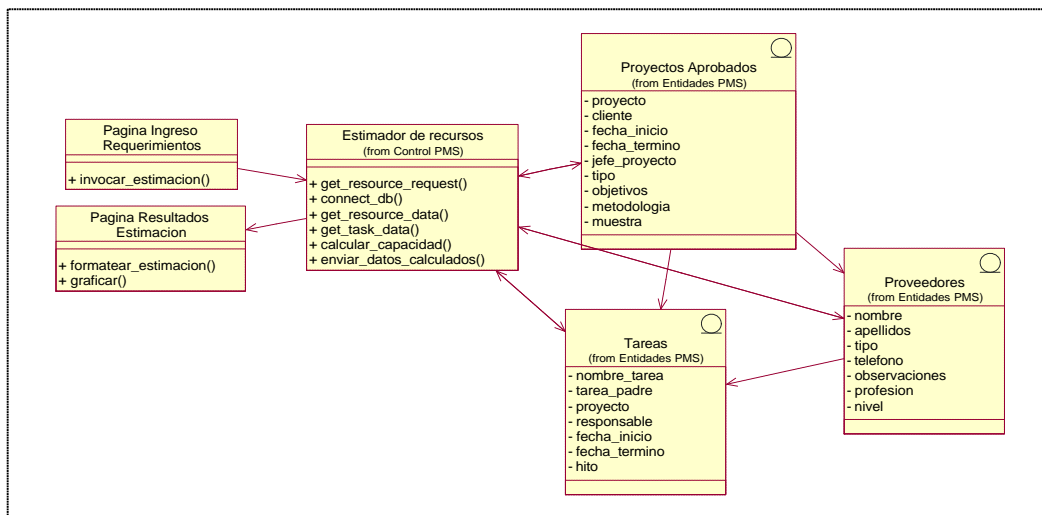 Pagina Ingreso
Requerimientos
+ invocar_estimacion()
Pagina Resultados
Estimacion
+ formatear_estimacion()
+ graficar()
Estimador de recursos
(from Control PMS)
+ get_resource_request()
+ connect_db()
+ get_resource_data()
+ get_task_data()
+ calcular_capacidad()
+ enviar_datos_calculados()
Proyectos Aprobados
(from Entidades PMS)
- proyecto
- cliente
- fecha_inicio
- fecha_termino
- jefe_proyecto
- tipo
- objetivos
- metodologia
- muestra
Tareas
(from Entidades PMS)
- nombre_tarea
- tarea_padre
- proyecto
- responsable
- fecha_inicio
- fecha_termino
- hito
Proveedores
(from Entidades PMS)
- nombre
- apellidos
- tipo
- telefono
- observaciones
- profesion
- nivel